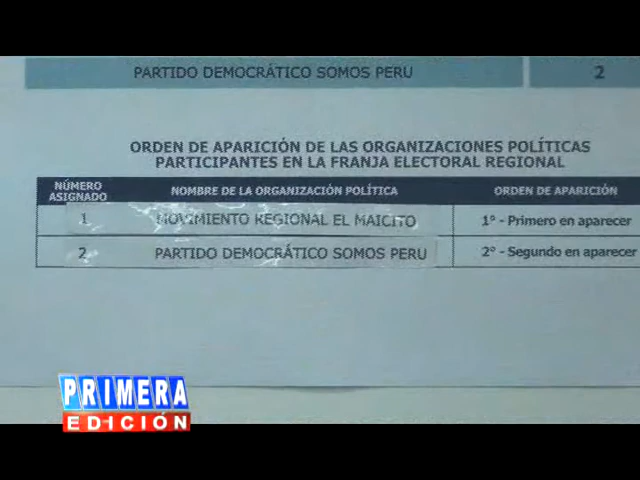 PARTIDO DEMOCRÁTICO SOMOS PERU 2
ORDEN DE APARICIÓN DE LAS ORGANIZACIONES POLÍTICAS
PARTICIPANTES EN LA FRANJA ELECTORAL REGIONAL
NÚMERO ASIGNADO NOMBRE DE LA ORGANIZACIÓN POLÍTICA ORDEN DE APARICIÓN
1 MOVIMIENTO REGIONAL EL MAICITO 1° - Primero en aparecer
2 PARTIDO DEMOCRÁTICO SOMOS PERU 2° - Segundo en aparecer
PRIMERA
EDICIÓN